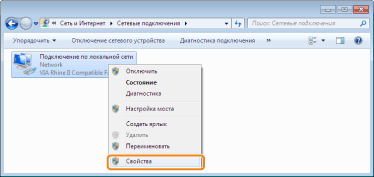 Сеть и Интернет ▸ Сетевые подключения ▸
Поиск: Сетевые подключения
Упорядочить Отключение сетевого устройства Диагностика подключения »
Подключение по локальной сети
Network
VIA Rhine II Compatible F
Отключить
Состояние
Диагностика
Настройка моста
Создать ярлык
Удалить
Переименовать
Свойства